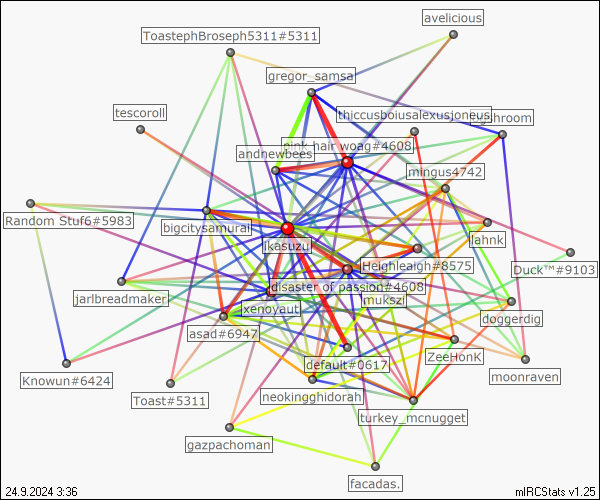 avelicious
ToastephBroseph5311#5311
gregor_samsa
tescoroll
thiccusboiusalexusjoneus
shroom
pink hair woag#4608
andnewbees
mingus4742
Random Stuf6#5983
bigcitysamurai
lahnk
jkasuzu
Heighleaigh#8575
Duck™#9103
disaster of passion#4608
jarlbreadmaker
mukszi
xenoyaut
doggerdig
asad#6947
ZeeHonk
default#0617
moonraven
Knowun#6424
Toast#5311
neokingghidorah
turkey_mcnugget
gazpachoman
facadas.
24.9.2024 3:36
mIRCStats v1.25